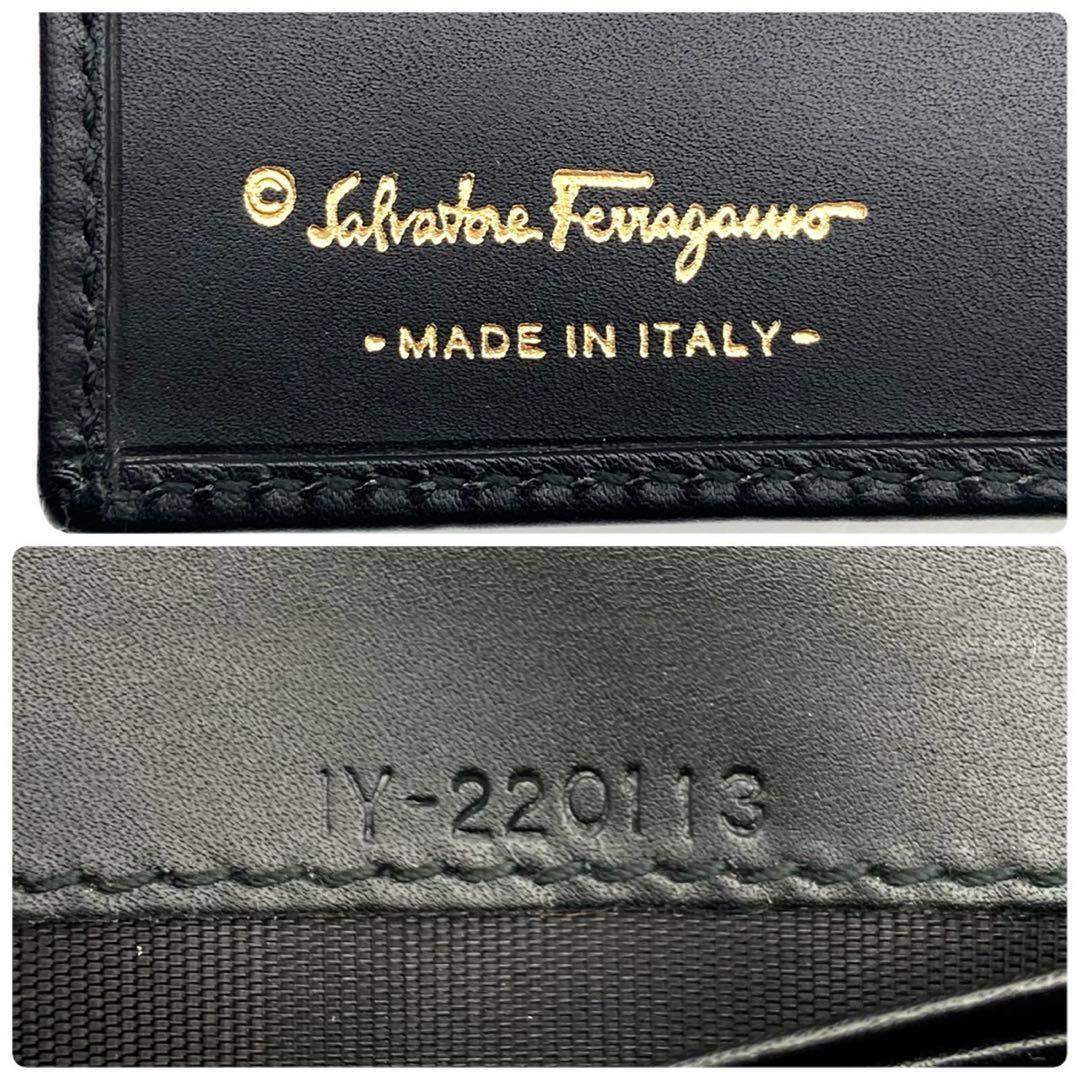 © Salvatore Ferragamo
- MADE IN ITALY -
IY-220113